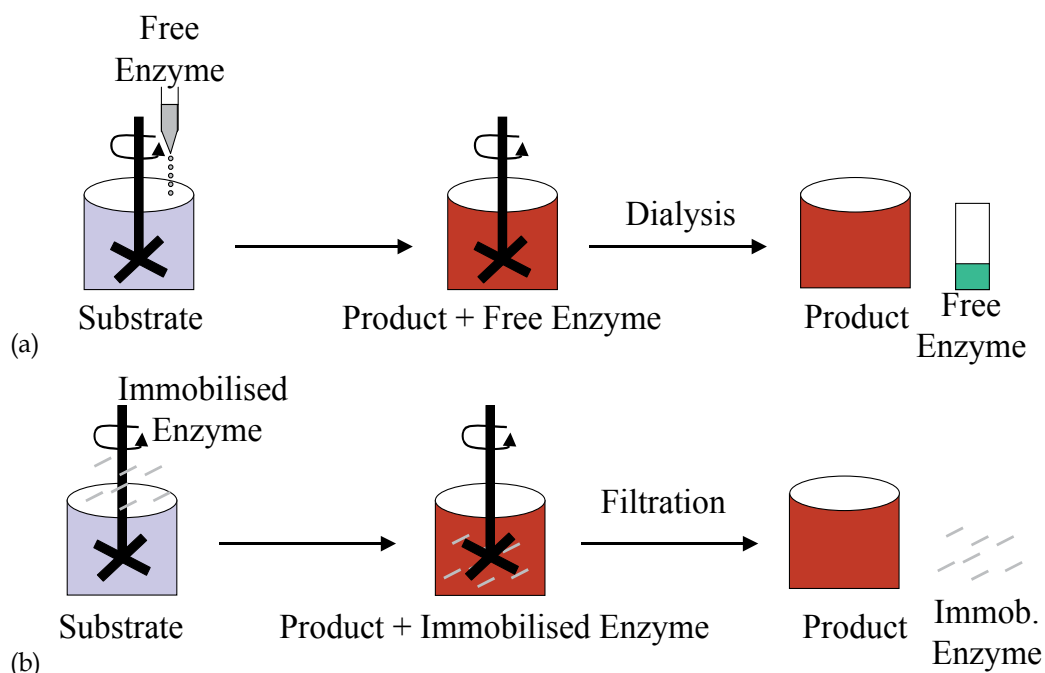 Free
Enzyme
Dialysis
Substrate
Product + Free Enzyme
Product
Free
Enzyme
(a)
Immobilised
Enzyme
Filtration
Substrate
Product + Immobilised Enzyme
Product
Immob.
Enzyme
(b)